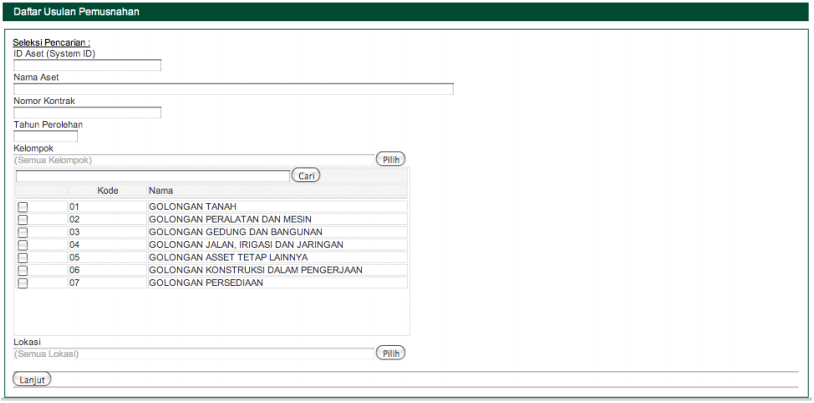 Daftar Usulan Pemusnahan
Seleksi Pencarian :
ID Aset (System ID)
Nama Aset
Nomor Kontrak
Tahun Perolehan
Kelompok
(Semua Kelompok) Pilih
Cari
Kode Nama
01 GOLONGAN TANAH
02 GOLONGAN PERALATAN DAN MESIN
03 GOLONGAN GEDUNG DAN BANGUNAN
04 GOLONGAN JALAN, IRIGASI DAN JARINGAN
05 GOLONGAN ASSET TETAP LAINNYA
06 GOLONGAN KONSTRUKSI DALAM PENGERJAAN
07 GOLONGAN PERSEDIAAN
Lokasi
(Semua Lokasi) Pilih
Lanjut